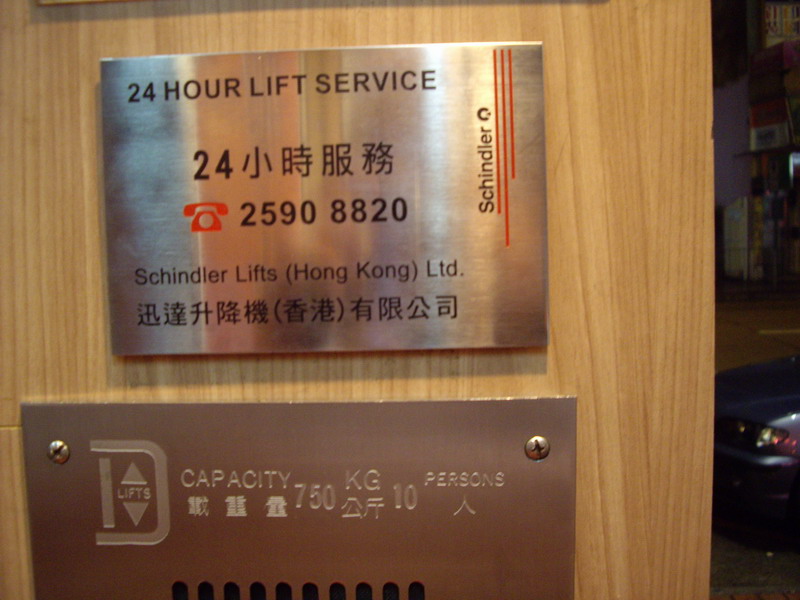 24 HOUR LIFT SERVICE
24小時服務
☎ 2590 8820
Schindler Lifts (Hong Kong) Ltd.
迅達升降機(香港)有限公司
Schindler
D LIFTS
CAPACITY 750 KG 10 PERSONS
載重量 公斤 人